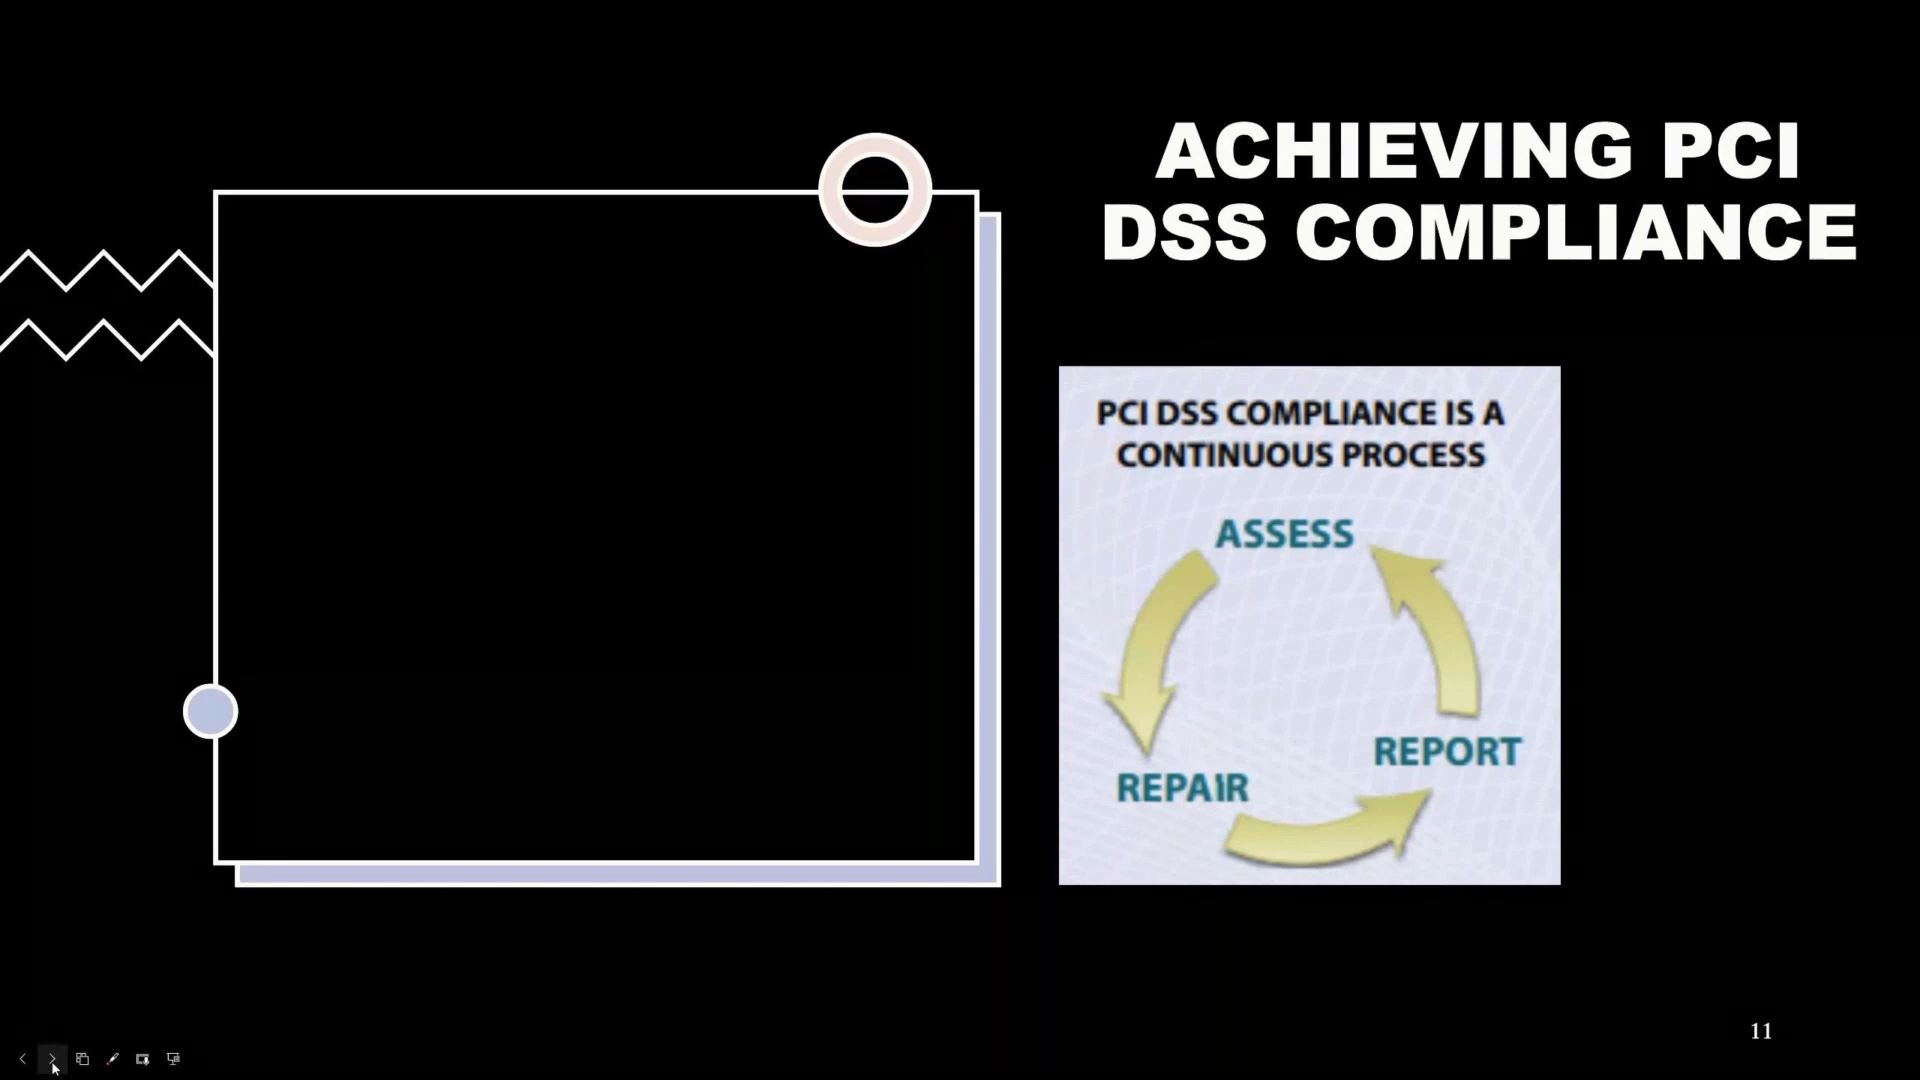 ACHIEVING PCI
DSS COMPLIANCE
PCI DSS COMPLIANCE IS A
CONTINUOUS PROCESS
ASSESS
REPORT
REPAIR
11